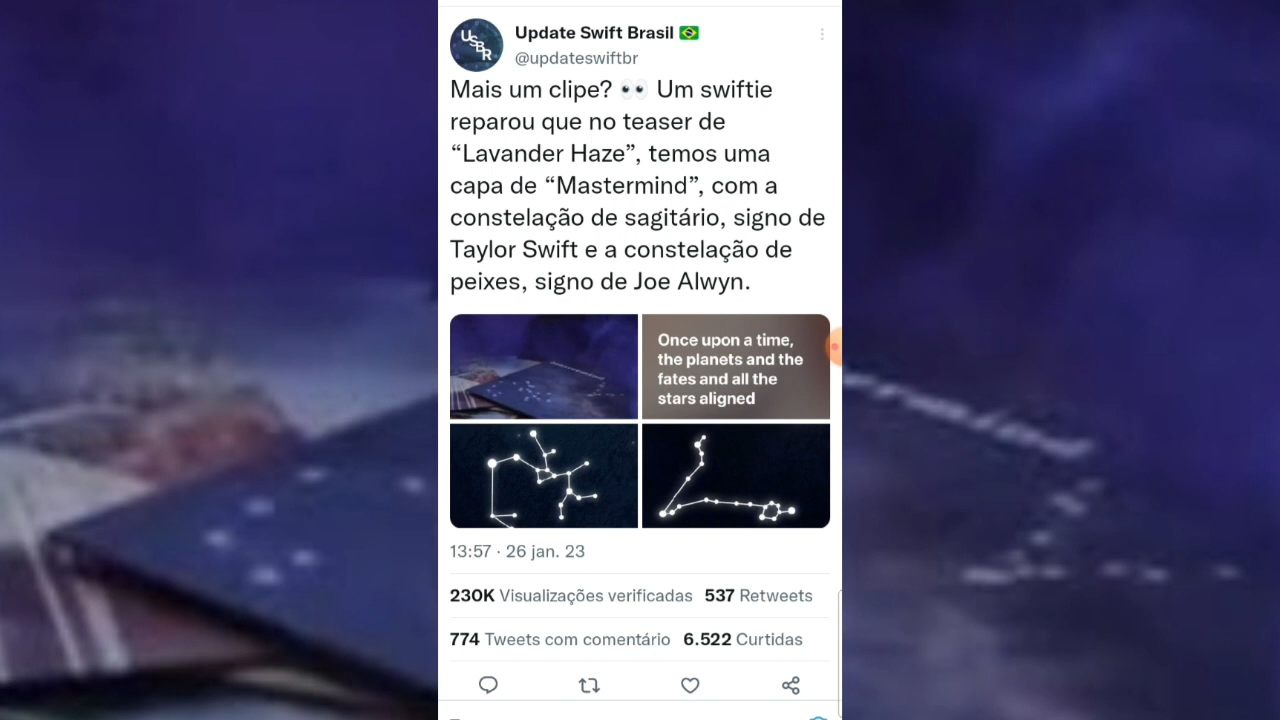 USBR
Update Swift Brasil 🇧🇷
@updateswiftbr
Mais um clipe? 👀 Um swiftie
reparou que no teaser de
“Lavander Haze”, temos uma
capa de “Mastermind”, com a
constelação de sagitário, signo de
Taylor Swift e a constelação de
peixes, signo de Joe Alwyn.
Once upon a time,
the planets and the
fates and all the
stars aligned
13:57 · 26 jan. 23
230K Visualizações verificadas 537 Retweets
774 Tweets com comentário 6.522 Curtidas